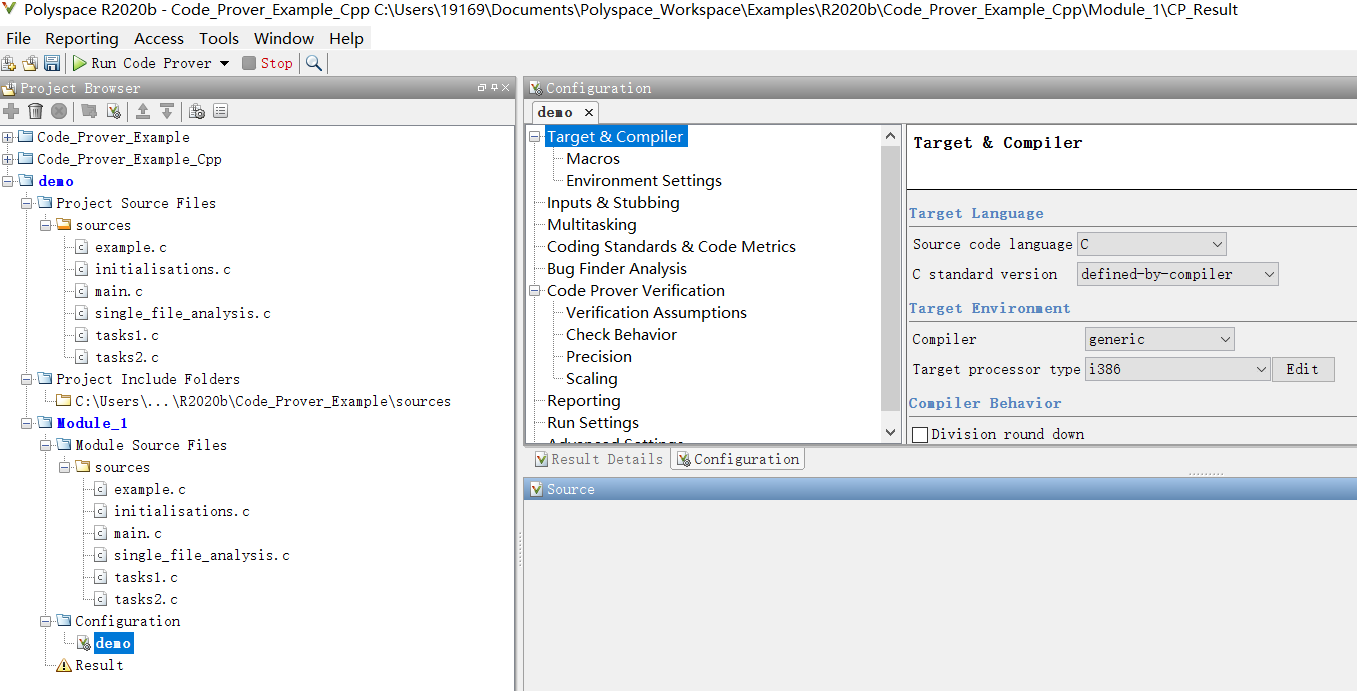 Polyspace R2020b - Code_Prover_Example_Cpp C:\Users\19169\Documents\Polyspace_Workspace\Examples\R2020b\Code_Prover_Example_Cpp\Module_1\CP_Result
File Reporting Access Tools Window Help
Run Code Prover Stop
Project Browser
Code_Prover_Example
Code_Prover_Example_Cpp
demo
Project Source Files
sources
example.c
initialisations.c
main.c
single_file_analysis.c
tasks1.c
tasks2.c
Project Include Folders
C:\Users\...\R2020b\Code_Prover_Example\sources
Module_1
Module Source Files
sources
example.c
initialisations.c
main.c
single_file_analysis.c
tasks1.c
tasks2.c
Configuration
demo
Result
Configuration
demo
Target & Compiler
Macros
Environment Settings
Inputs & Stubbing
Multitasking
Coding Standards & Code Metrics
Bug Finder Analysis
Code Prover Verification
Verification Assumptions
Check Behavior
Precision
Scaling
Reporting
Run Settings
Advanced Settings
Target & Compiler
Target Language
Source code language C
C standard version defined-by-compiler
Target Environment
Compiler generic
Target processor type i386 Edit
Compiler Behavior
Division round down
Result Details Configuration
Source